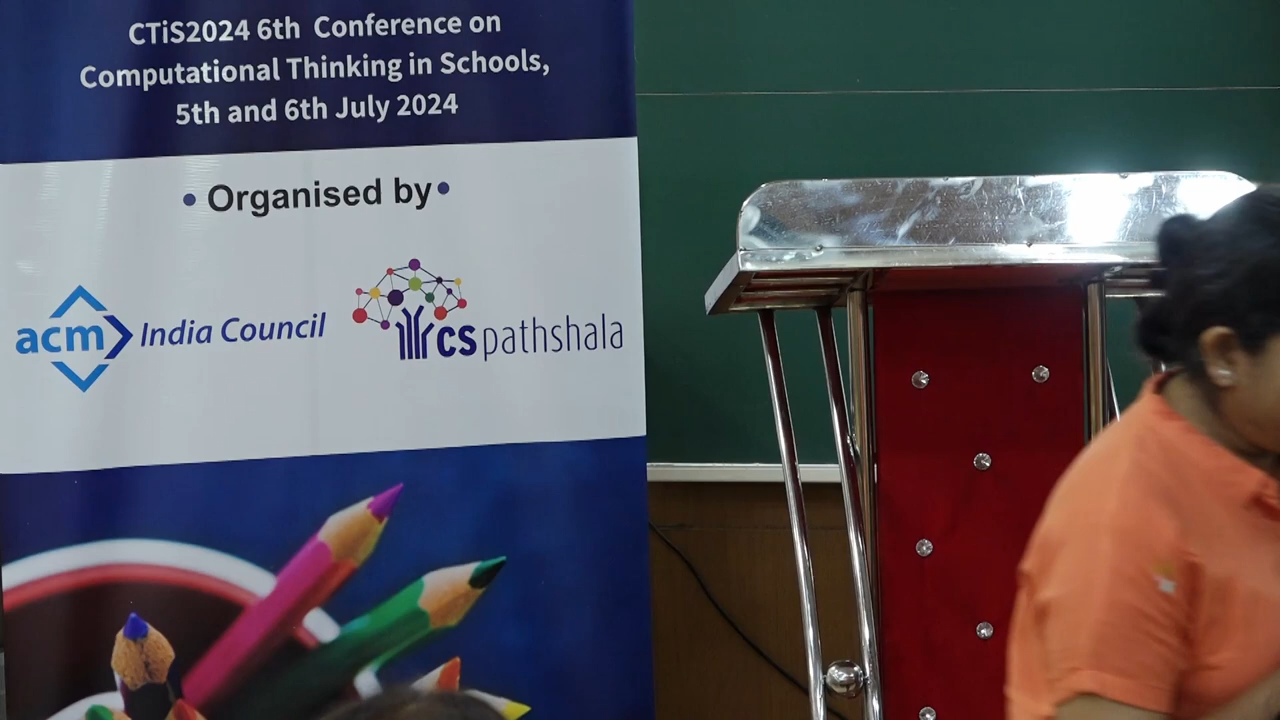 CTiS2024 6th Conference on
Computational Thinking in Schools,
5th and 6th July 2024
• Organised by •
acm India Council
cs pathshala